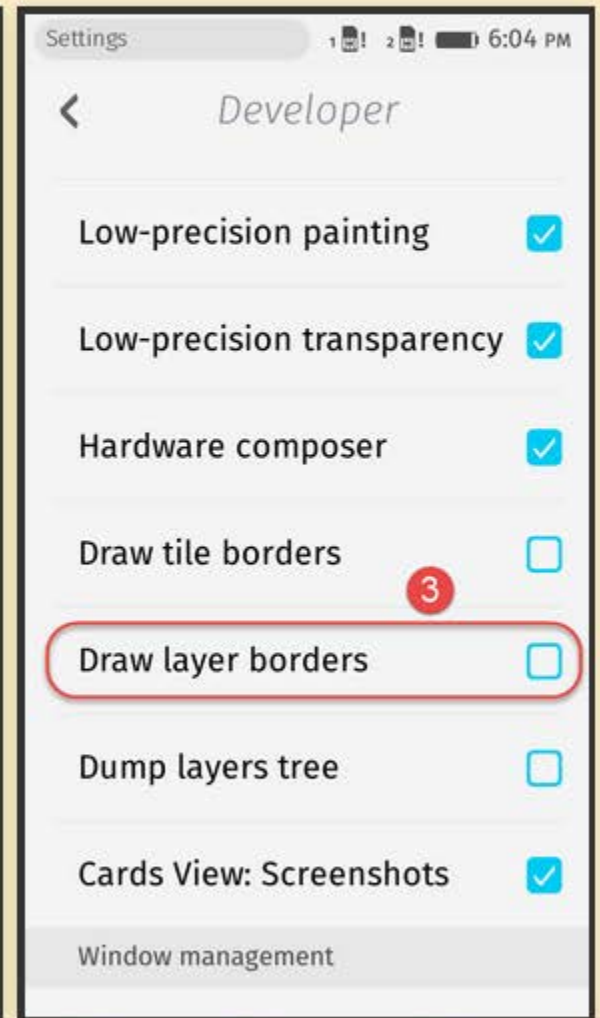 Settings 1 ! 2 ! 6:04 PM
Developer
Low-precision painting
Low-precision transparency
Hardware composer
Draw tile borders
3
Draw layer borders
Dump layers tree
Cards View: Screenshots
Window management